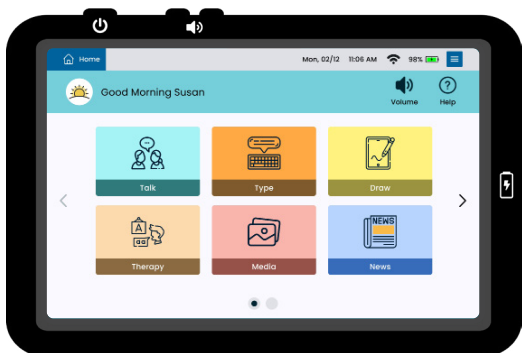 Home
Mon, 02/12 11:06 AM 98%
Good Morning Susan
Volume
Help
Talk
Type
Draw
A
NEWS
Therapy
Media
News